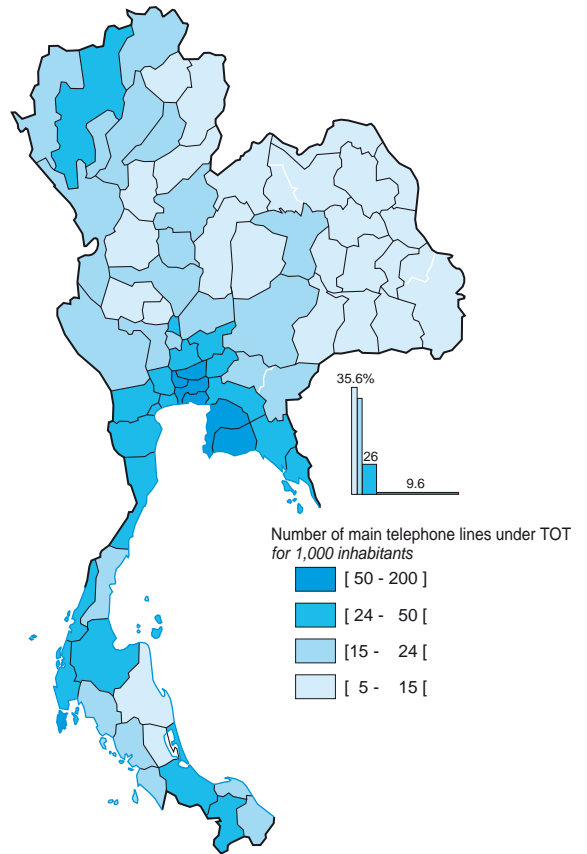 35.6%
26
9.6
Number of main telephone lines under TOT
for 1,000 inhabitants
[ 50 - 200 ]
[ 24 - 50 [
[15 - 24 [
[ 5 - 15 [